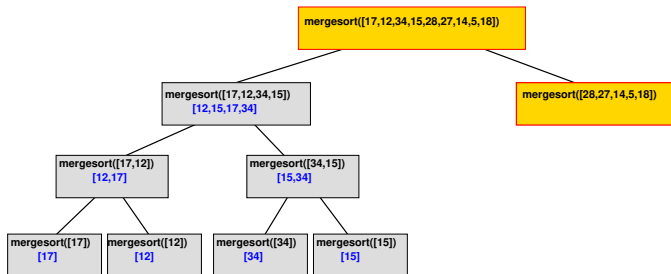 mergesort([17,12,34,15,28,27,14,5,18])
mergesort([17,12,34,15])
[12,15,17,34]
mergesort([28,27,14,5,18])
mergesort([17,12])
[12,17]
mergesort([34,15])
[15,34]
mergesort([17])
[17]
mergesort([12])
[12]
mergesort([34])
[34]
mergesort([15])
[15]